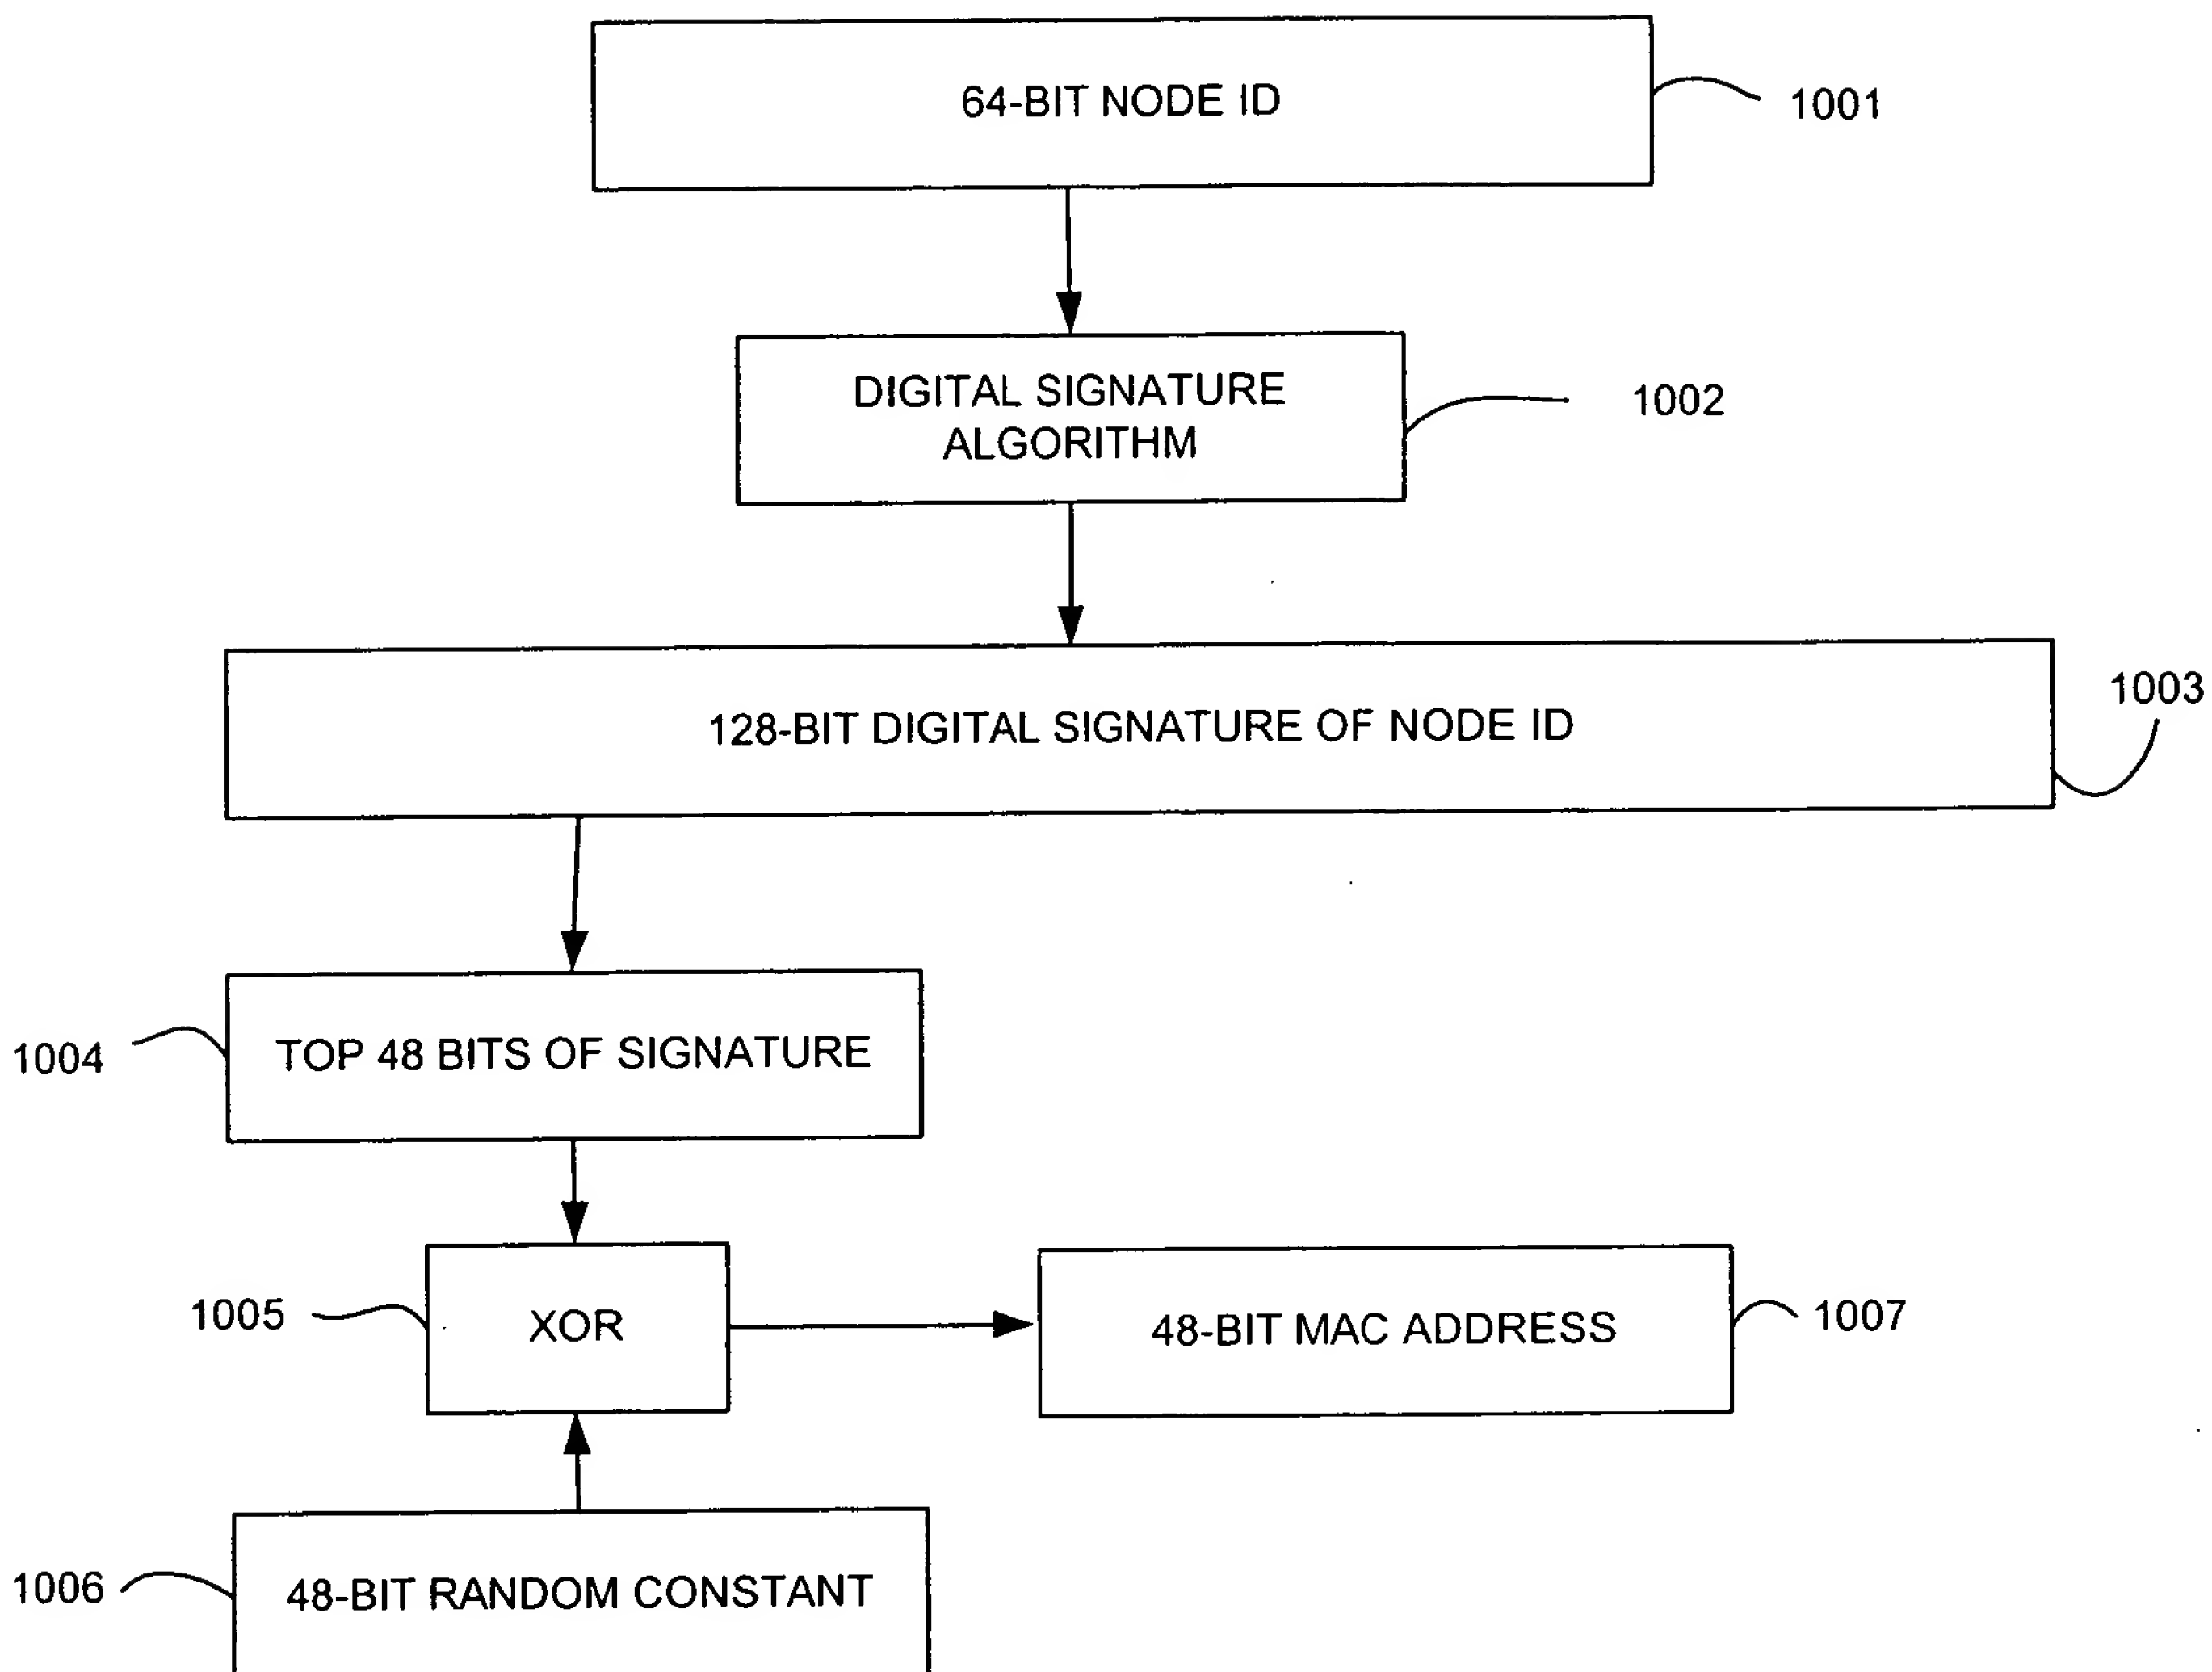 64-BIT NODE ID
1001
DIGITAL SIGNATURE
ALGORITHM
1002
128-BIT DIGITAL SIGNATURE OF NODE ID
1003
1004
TOP 48 BITS OF SIGNATURE
1005
XOR
48-BIT MAC ADDRESS
1007
1006
48-BIT RANDOM CONSTANT